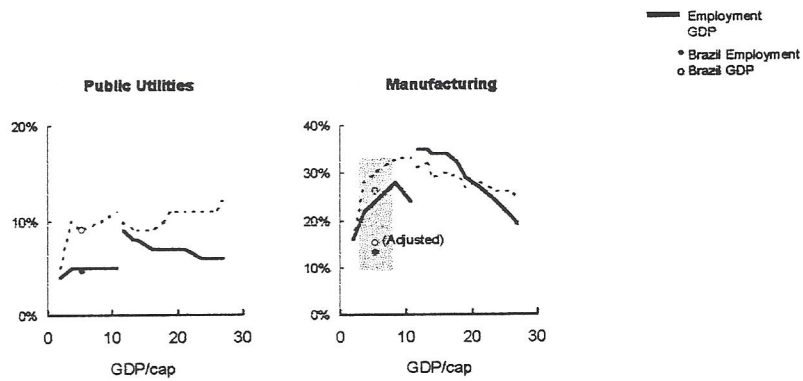 Employment
GDP
Brazil Employment
Brazil GDP
Public Utilities
20%
10%
0%
0 10 20 30
GDP/cap
Manufacturing
40%
30%
20%
10%
0%
(Adjusted)
0 10 20 30
GDP/cap